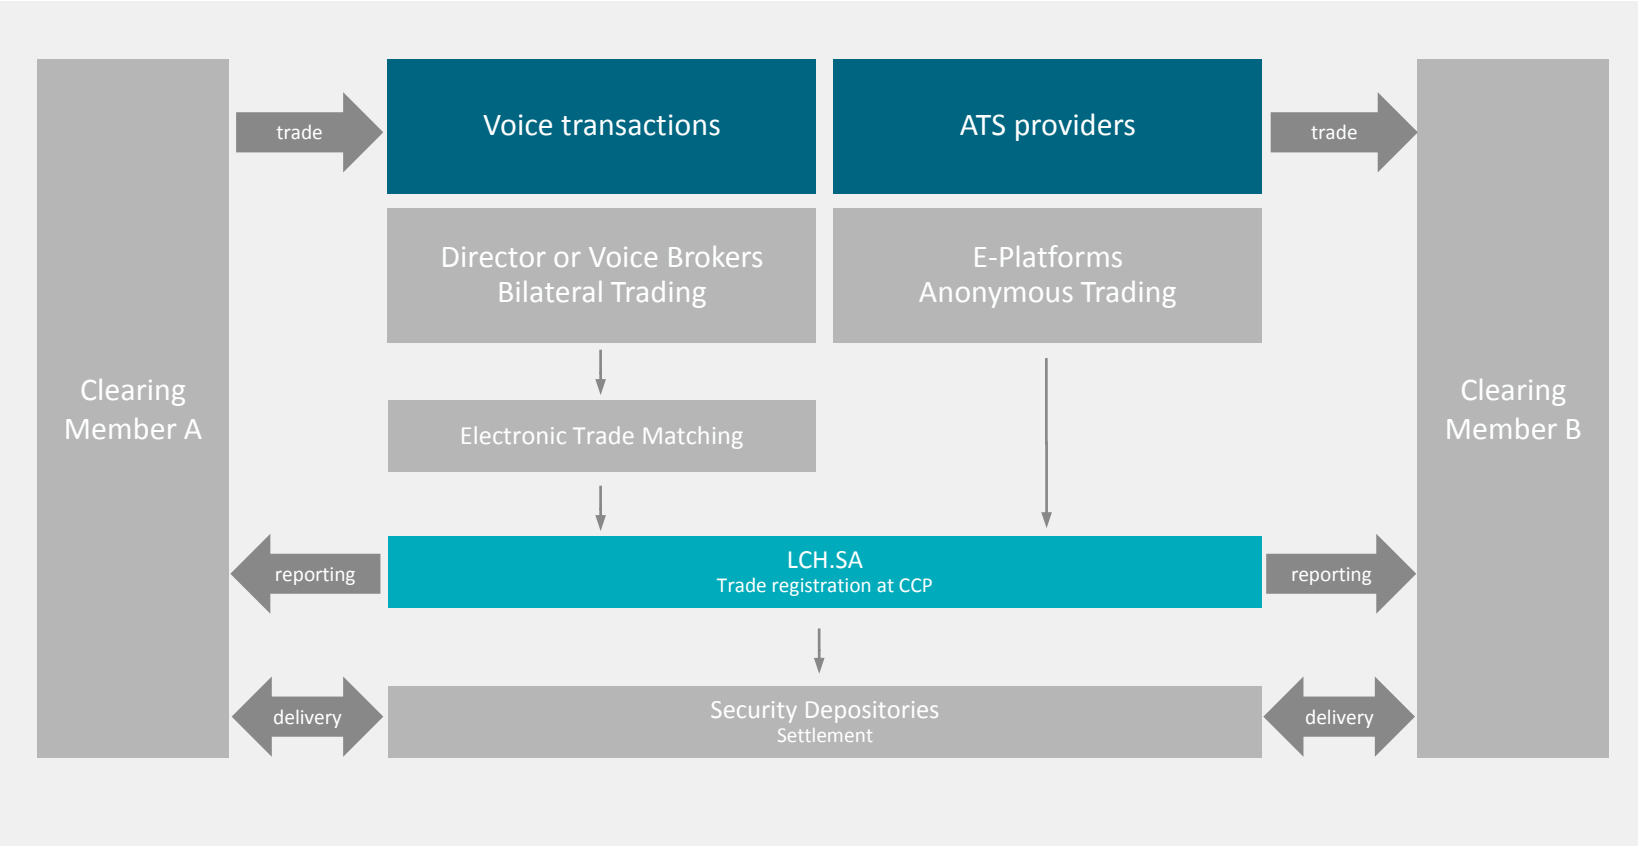 Voice transactions
ATS providers
trade
trade
Director or Voice Brokers
Bilateral Trading
E-Platforms
Anonymous Trading
Clearing
Member A
Clearing
Member B
Electronic Trade Matching
LCH.SA
Trade registration at CCP
reporting
reporting
Security Depositories
Settlement
delivery
delivery